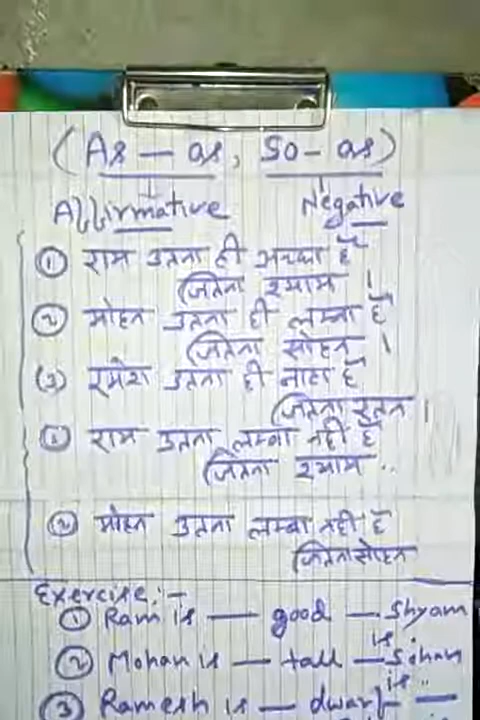 (As — as, So - as)
Affirmative Negative
① राम उतना ही अच्छा है
जितना श्याम ।
② मोहन उतना ही लम्बा है
जितना सोहन ।
(3) रमेश उतना ही नाटा है
जितना रतन ।
① राम उतना लम्बा नहीं है
जितना श्याम ..
② मोहन उतना लम्बा नहीं है
जितना सोहन
Exercise :-
① Ram is — good — Shyam
is.
② Mohan is — tall — Sohan
is ..
③ Ramesh is — dwarf —